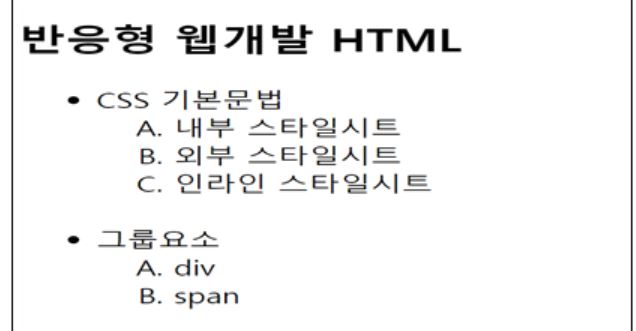 반응형 웹개발 HTML
• CSS 기본문법
A. 내부 스타일시트
B. 외부 스타일시트
C. 인라인 스타일시트
• 그룹요소
A. div
B. span